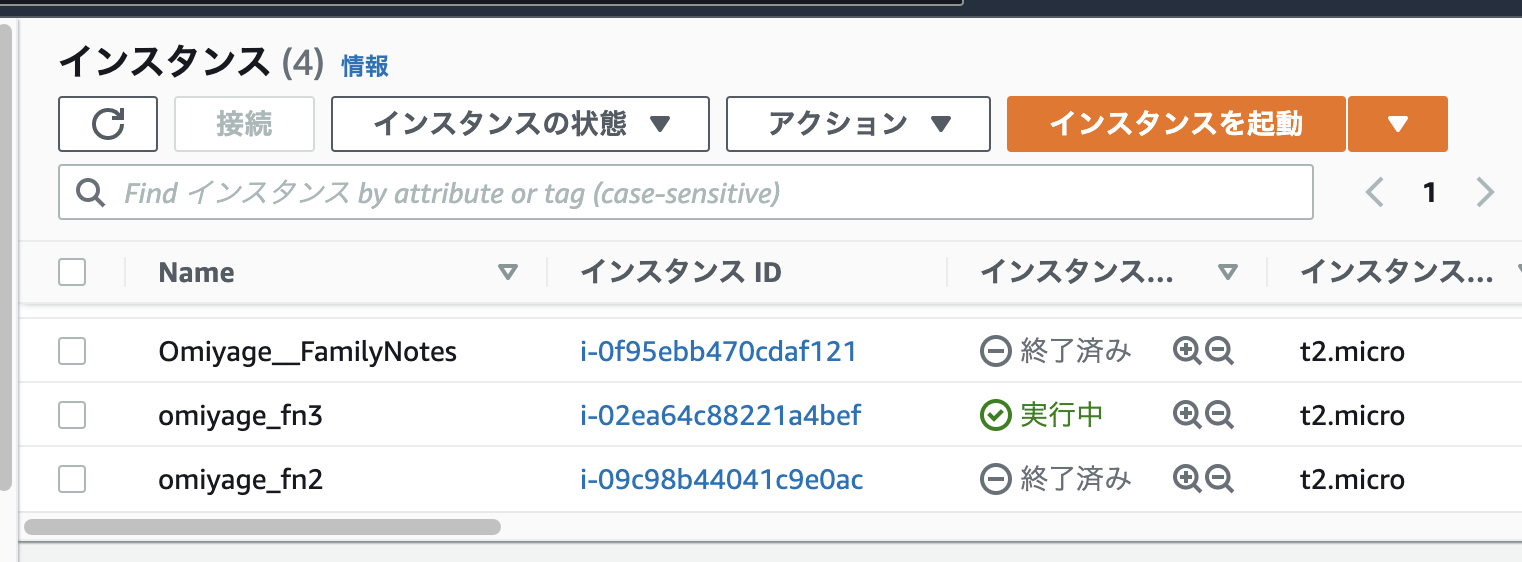 インスタンス (4) 情報
接続 インスタンスの状態 アクション インスタンスを起動
Find インスタンス by attribute or tag (case-sensitive) 1
Name インスタンス ID インスタンス... インスタンス...
Omiyage__FamilyNotes i-0f95ebb470cdaf121 終了済み t2.micro
omiyage_fn3 i-02ea64c88221a4bef 実行中 t2.micro
omiyage_fn2 i-09c98b44041c9e0ac 終了済み t2.micro